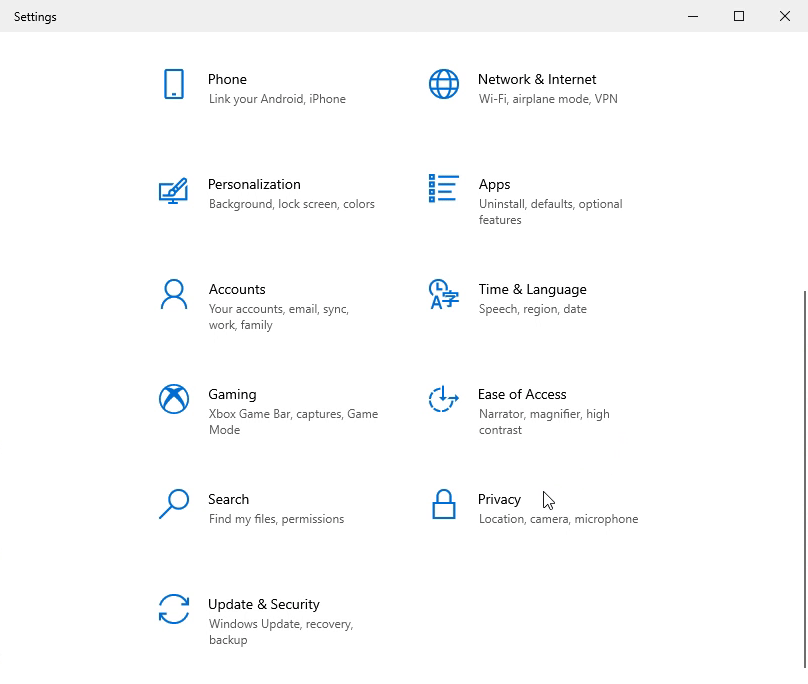 Settings
Phone
Link your Android, iPhone
Network & Internet
Wi-Fi, airplane mode, VPN
Personalization
Background, lock screen, colors
Apps
Uninstall, defaults, optional
features
Accounts
Your accounts, email, sync,
work, family
Time & Language
Speech, region, date
Gaming
Xbox Game Bar, captures, Game
Mode
Ease of Access
Narrator, magnifier, high
contrast
Search
Find my files, permissions
Privacy
Location, camera, microphone
Update & Security
Windows Update, recovery,
backup